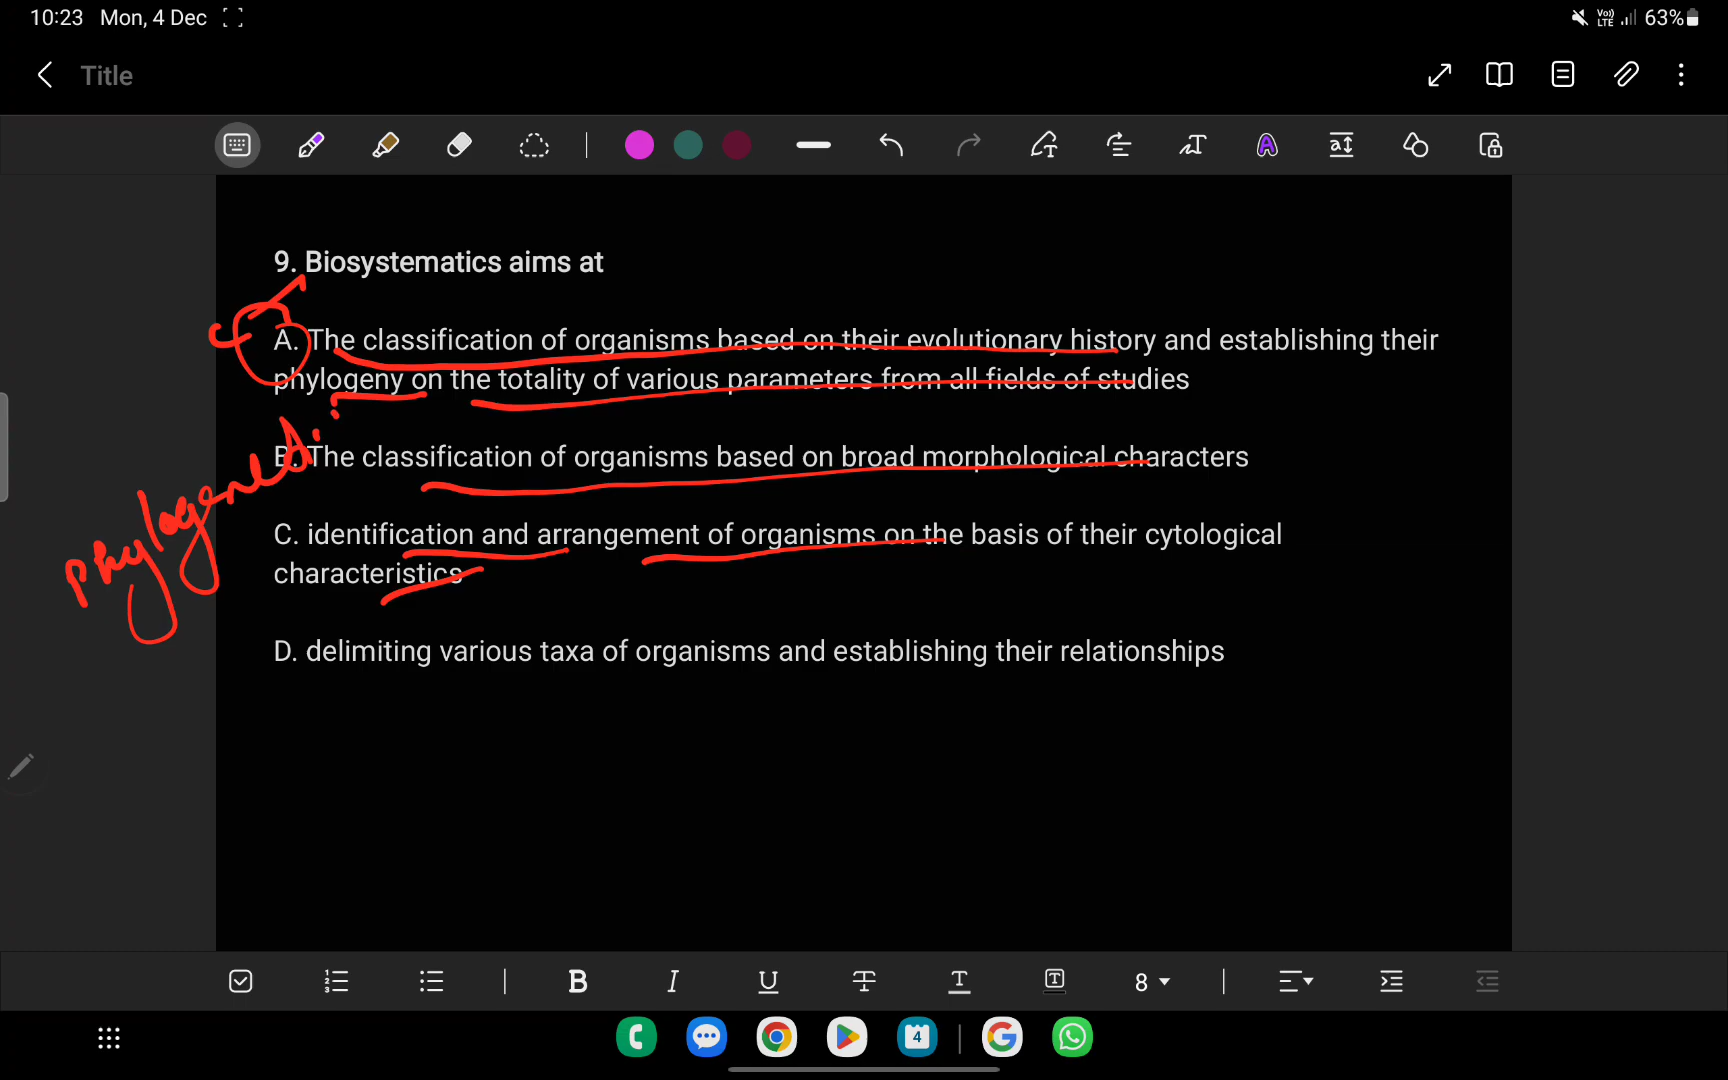 10:23 Mon, 4 Dec
Vo) LTE 63%
Title
9. Biosystematics aims at
A. The classification of organisms based on their evolutionary history and establishing their
phylogeny on the totality of various parameters from all fields of studies
B. The classification of organisms based on broad morphological characters
C. identification and arrangement of organisms on the basis of their cytological
characteristics
D. delimiting various taxa of organisms and establishing their relationships
8
4